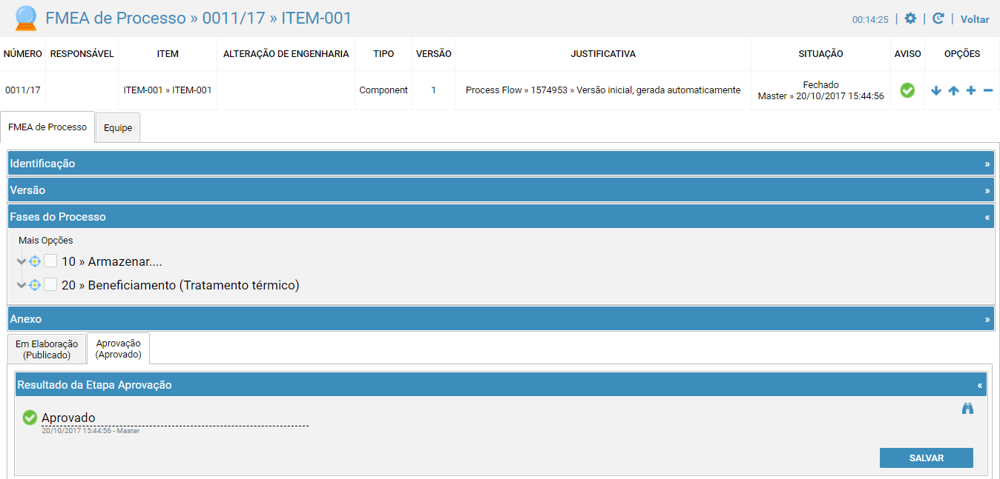 FMEA de Processo » 0011/17 » ITEM-001
00:14:25 | | | Voltar
NÚMERO RESPONSÁVEL ITEM ALTERAÇÃO DE ENGENHARIA TIPO VERSÃO JUSTIFICATIVA SITUAÇÃO AVISO OPÇÕES
0011/17 ITEM-001 » ITEM-001 Component 1 Process Flow » 1574953 » Versão inicial, gerada automaticamente Fechado
Master » 20/10/2017 15:44:56
FMEA de Processo Equipe
Identificação »
Versão »
Fases do Processo «
Mais Opções
10 » Armazenar....
20 » Beneficiamento (Tratamento térmico)
Anexo »
Em Elaboração
(Publicado)
Aprovação
(Aprovado)
Resultado da Etapa Aprovação «
Aprovado
20/10/2017 15:44:56 - Master
SALVAR